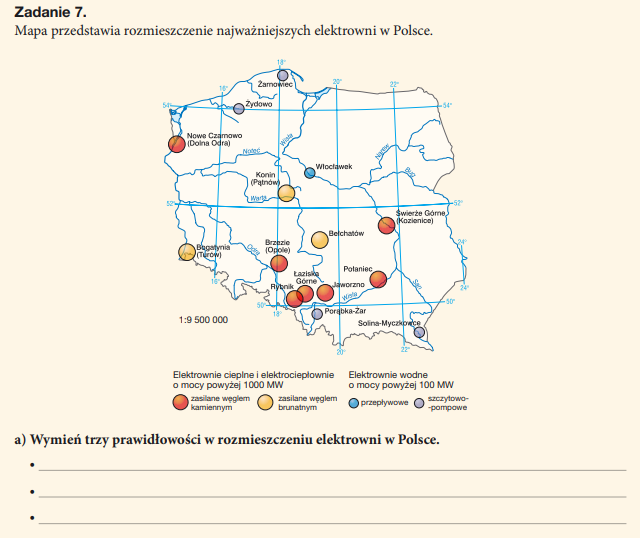 Zadanie 7.
Mapa przedstawia rozmieszczenie najważniejszych elektrowni w Polsce.
18°
16°
20°
22°
Żarnowiec
54°
Żydowo
54°
Nowe Czarnowo
(Dolna Odra)
Wisła
Noteć
Narew
Włocławek
Bug
Konin
(Pątnów)
Warta
52°
52°
Świerże Górne
(Kozienice)
Bełchatów
24°
Brzezie
(Opole)
Bogatynia
(Turów)
Odra
Połaniec
16°
Łaziska
Górne
Rybnik
Jaworzno
San
24°
Wisła
50°
50°
18°
Porąbka-Żar
1:9 500 000
Solina-Myczkowce
20°
22°
Elektrownie cieplne i elektrociepłownie
o mocy powyżej 1000 MW
Elektrownie wodne
o mocy powyżej 100 MW
zasilane węglem
kamiennym
zasilane węglem
brunatnym
przepływowe
szczytowo-
-pompowe
a) Wymień trzy prawidłowości w rozmieszczeniu elektrowni w Polsce.